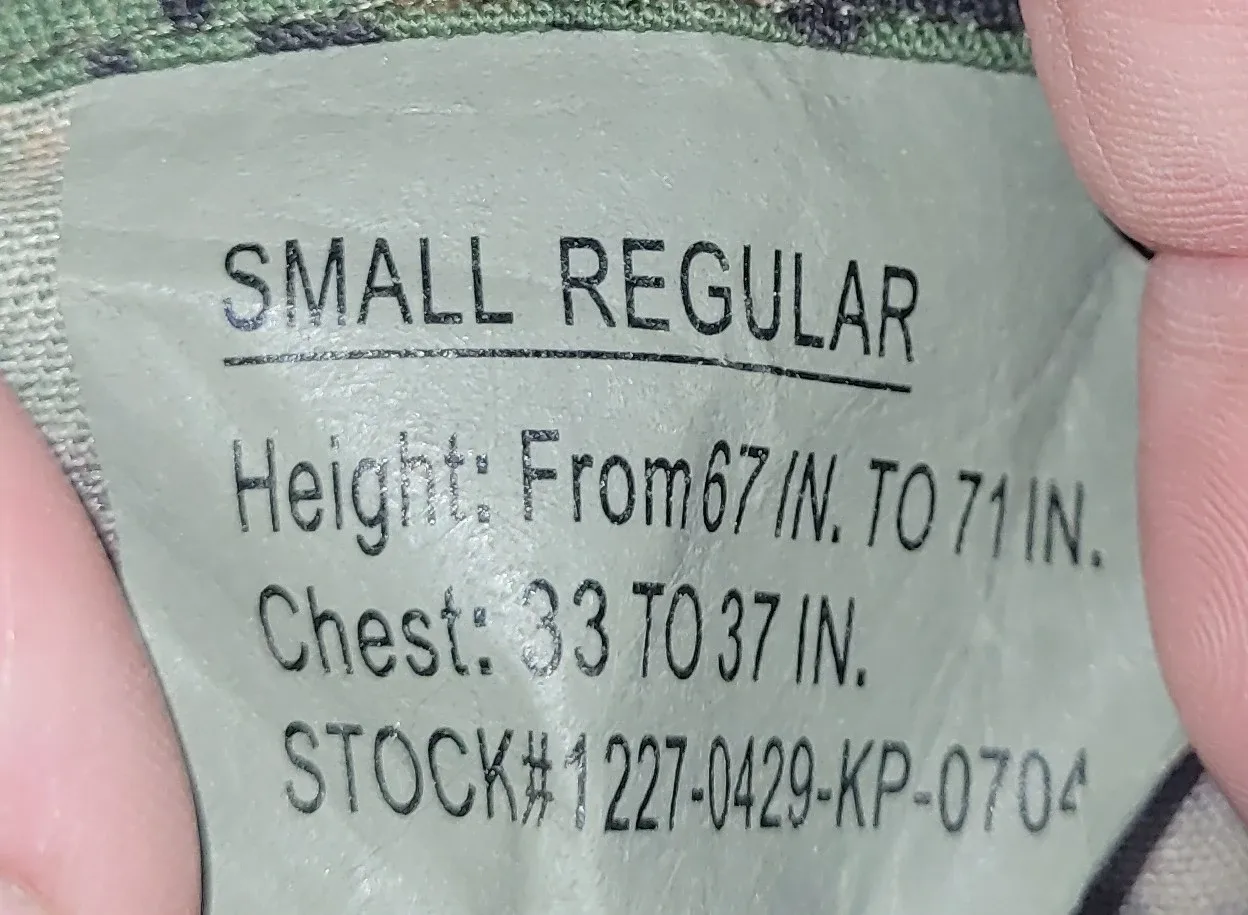 SMALL REGULAR
Height: From 67 IN. TO 71 IN.
Chest: 33 TO 37 IN.
STOCK#1227-0429-KP-0704